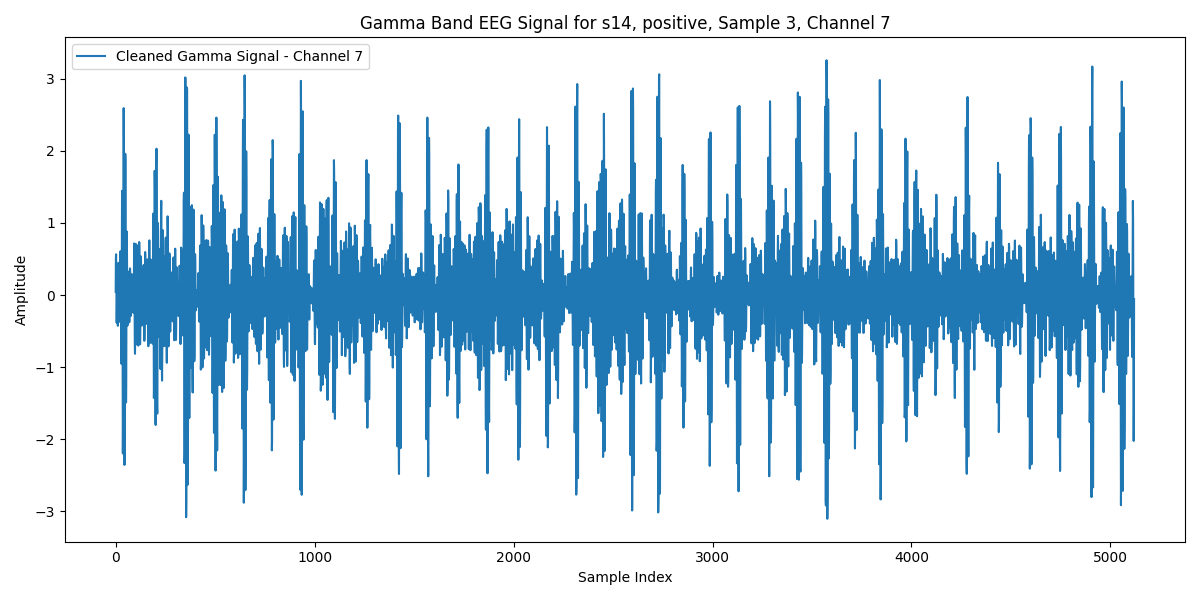 Gamma Band EEG Signal for s14, positive, Sample 3, Channel 7
Cleaned Gamma Signal - Channel 7
3
2
1
0
−1
−2
−3
Amplitude
0 1000 2000 3000 4000 5000
Sample Index